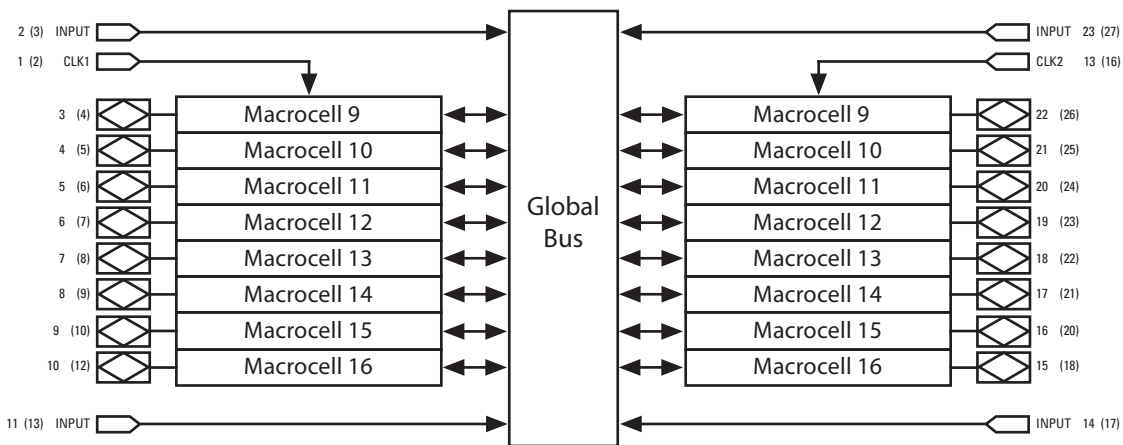 2 (3) INPUT INPUT 23 (27)
1 (2) CLK1 CLK2 13 (16)
3 (4) Macrocell 9 Macrocell 9 22 (26)
4 (5) Macrocell 10 Macrocell 10 21 (25)
5 (6) Macrocell 11 Macrocell 11 20 (24)
6 (7) Macrocell 12 Global Macrocell 12 19 (23)
7 (8) Macrocell 13 Bus Macrocell 13 18 (22)
8 (9) Macrocell 14 Macrocell 14 17 (21)
9 (10) Macrocell 15 Macrocell 15 16 (20)
10 (12) Macrocell 16 Macrocell 16 15 (18)
11 (13) INPUT INPUT 14 (17)